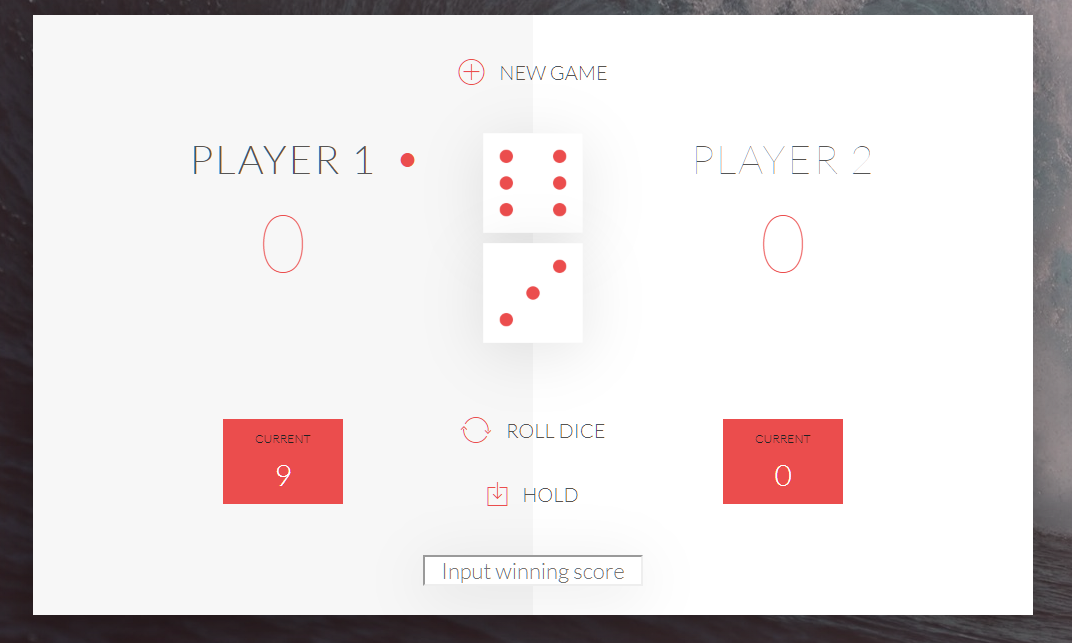 NEW GAME
PLAYER 1
0
PLAYER 2
0
CURRENT
9
ROLL DICE
HOLD
CURRENT
0
Input winning score